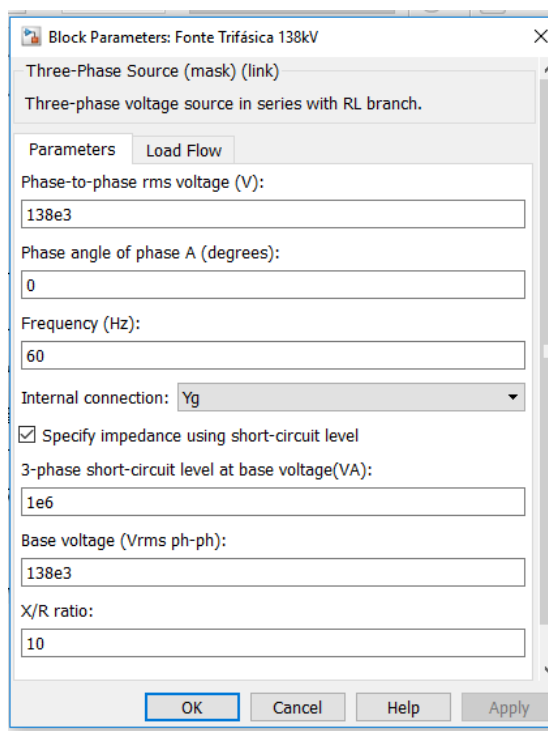 Block Parameters: Fonte Trifásica 138kV
Three-Phase Source (mask) (link)
Three-phase voltage source in series with RL branch.
Parameters Load Flow
Phase-to-phase rms voltage (V):
138e3
Phase angle of phase A (degrees):
0
Frequency (Hz):
60
Internal connection: Yg
Specify impedance using short-circuit level
3-phase short-circuit level at base voltage(VA):
1e6
Base voltage (Vrms ph-ph):
138e3
X/R ratio:
10
OK Cancel Help Apply